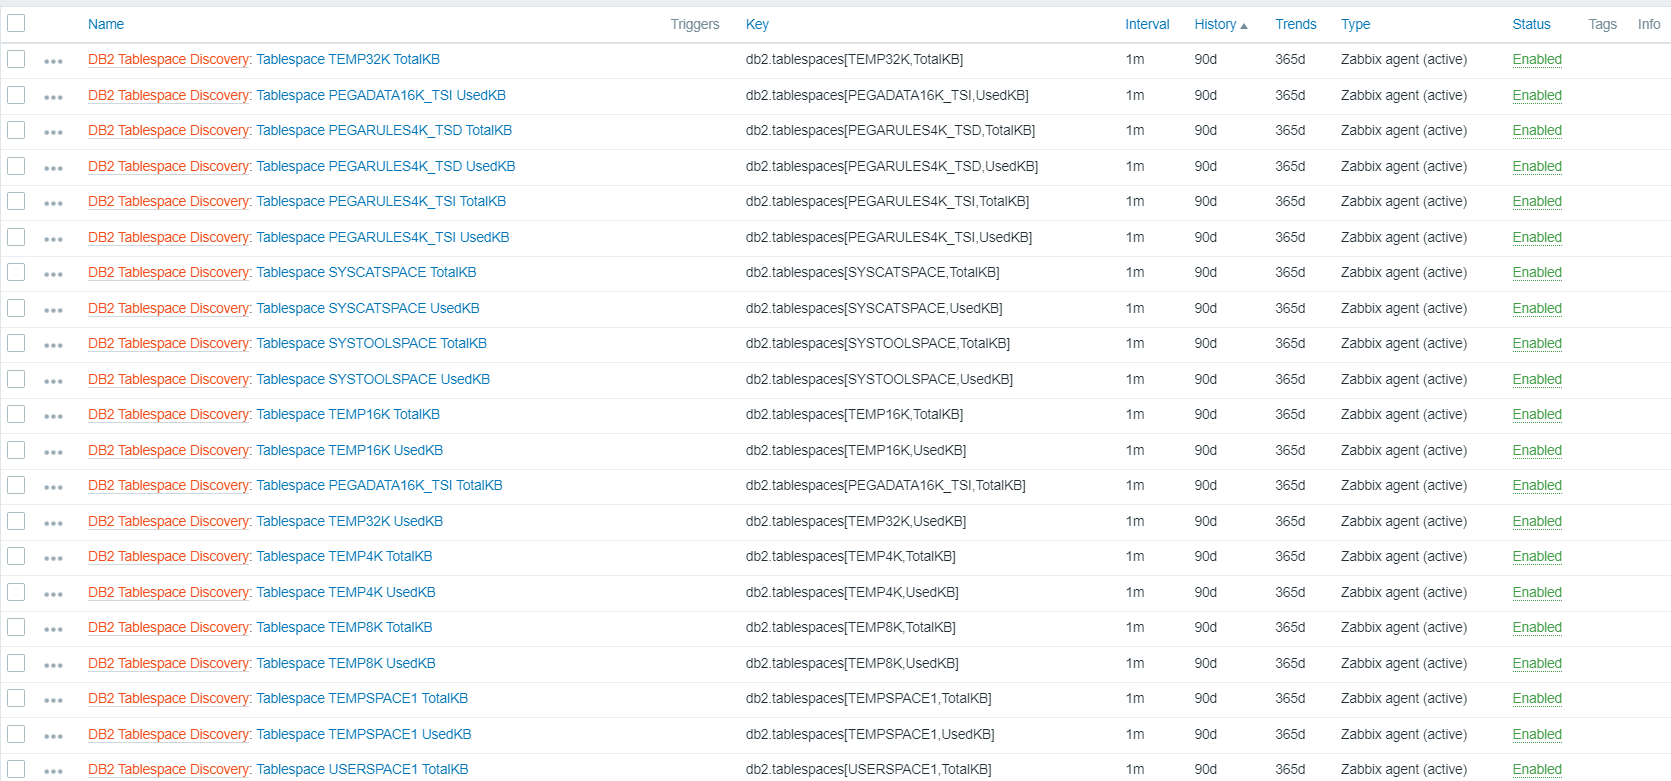 Name Triggers Key Interval History Trends Type Status Tags Info
DB2 Tablespace Discovery: Tablespace TEMP32K TotalKB db2.tablespaces[TEMP32K,TotalKB] 1m 90d 365d Zabbix agent (active) Enabled
DB2 Tablespace Discovery: Tablespace PEGADATA16K_TSI UsedKB db2.tablespaces[PEGADATA16K_TSI,UsedKB] 1m 90d 365d Zabbix agent (active) Enabled
DB2 Tablespace Discovery: Tablespace PEGARULES4K_TSD TotalKB db2.tablespaces[PEGARULES4K_TSD,TotalKB] 1m 90d 365d Zabbix agent (active) Enabled
DB2 Tablespace Discovery: Tablespace PEGARULES4K_TSD UsedKB db2.tablespaces[PEGARULES4K_TSD,UsedKB] 1m 90d 365d Zabbix agent (active) Enabled
DB2 Tablespace Discovery: Tablespace PEGARULES4K_TSI TotalKB db2.tablespaces[PEGARULES4K_TSI,TotalKB] 1m 90d 365d Zabbix agent (active) Enabled
DB2 Tablespace Discovery: Tablespace PEGARULES4K_TSI UsedKB db2.tablespaces[PEGARULES4K_TSI,UsedKB] 1m 90d 365d Zabbix agent (active) Enabled
DB2 Tablespace Discovery: Tablespace SYSCATSPACE TotalKB db2.tablespaces[SYSCATSPACE,TotalKB] 1m 90d 365d Zabbix agent (active) Enabled
DB2 Tablespace Discovery: Tablespace SYSCATSPACE UsedKB db2.tablespaces[SYSCATSPACE,UsedKB] 1m 90d 365d Zabbix agent (active) Enabled
DB2 Tablespace Discovery: Tablespace SYSTOOLSPACE TotalKB db2.tablespaces[SYSTOOLSPACE,TotalKB] 1m 90d 365d Zabbix agent (active) Enabled
DB2 Tablespace Discovery: Tablespace SYSTOOLSPACE UsedKB db2.tablespaces[SYSTOOLSPACE,UsedKB] 1m 90d 365d Zabbix agent (active) Enabled
DB2 Tablespace Discovery: Tablespace TEMP16K TotalKB db2.tablespaces[TEMP16K,TotalKB] 1m 90d 365d Zabbix agent (active) Enabled
DB2 Tablespace Discovery: Tablespace TEMP16K UsedKB db2.tablespaces[TEMP16K,UsedKB] 1m 90d 365d Zabbix agent (active) Enabled
DB2 Tablespace Discovery: Tablespace PEGADATA16K_TSI TotalKB db2.tablespaces[PEGADATA16K_TSI,TotalKB] 1m 90d 365d Zabbix agent (active) Enabled
DB2 Tablespace Discovery: Tablespace TEMP32K UsedKB db2.tablespaces[TEMP32K,UsedKB] 1m 90d 365d Zabbix agent (active) Enabled
DB2 Tablespace Discovery: Tablespace TEMP4K TotalKB db2.tablespaces[TEMP4K,TotalKB] 1m 90d 365d Zabbix agent (active) Enabled
DB2 Tablespace Discovery: Tablespace TEMP4K UsedKB db2.tablespaces[TEMP4K,UsedKB] 1m 90d 365d Zabbix agent (active) Enabled
DB2 Tablespace Discovery: Tablespace TEMP8K TotalKB db2.tablespaces[TEMP8K,TotalKB] 1m 90d 365d Zabbix agent (active) Enabled
DB2 Tablespace Discovery: Tablespace TEMP8K UsedKB db2.tablespaces[TEMP8K,UsedKB] 1m 90d 365d Zabbix agent (active) Enabled
DB2 Tablespace Discovery: Tablespace TEMPSPACE1 TotalKB db2.tablespaces[TEMPSPACE1,TotalKB] 1m 90d 365d Zabbix agent (active) Enabled
DB2 Tablespace Discovery: Tablespace TEMPSPACE1 UsedKB db2.tablespaces[TEMPSPACE1,UsedKB] 1m 90d 365d Zabbix agent (active) Enabled
DB2 Tablespace Discovery: Tablespace USERSPACE1 TotalKB db2.tablespaces[USERSPACE1,TotalKB] 1m 90d 365d Zabbix agent (active) Enabled